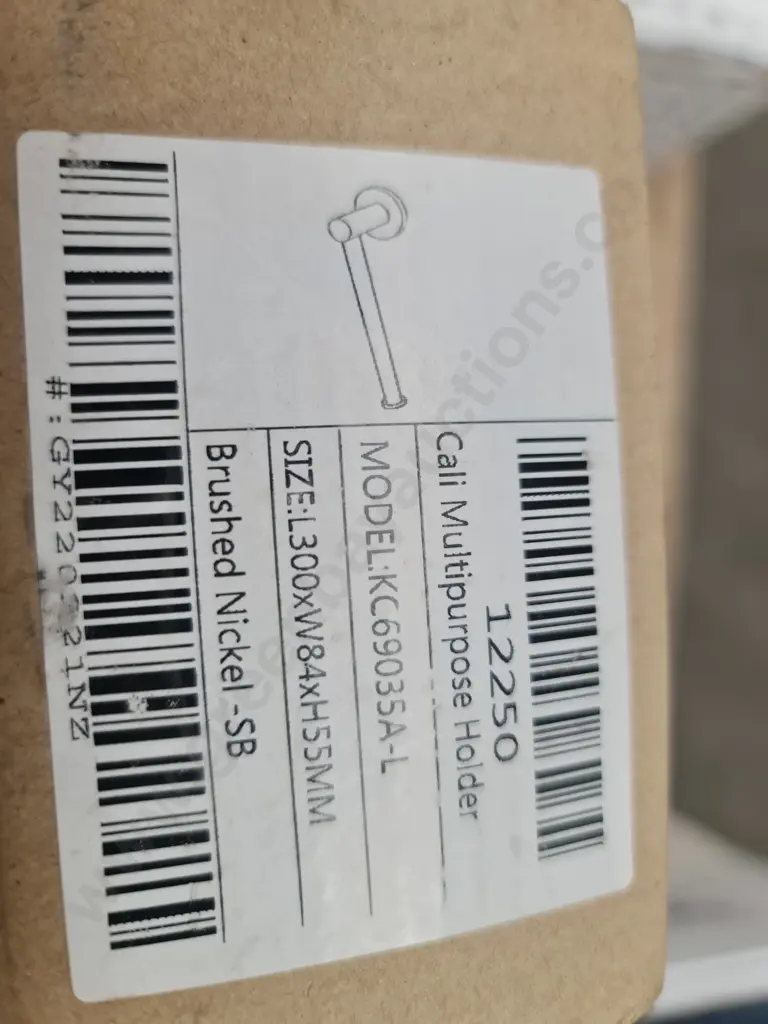 12250
Cali Multipurpose Holder
MODEL:KC69035A-L
SIZE:L300xW84xH55MM
Brushed Nickel -SB